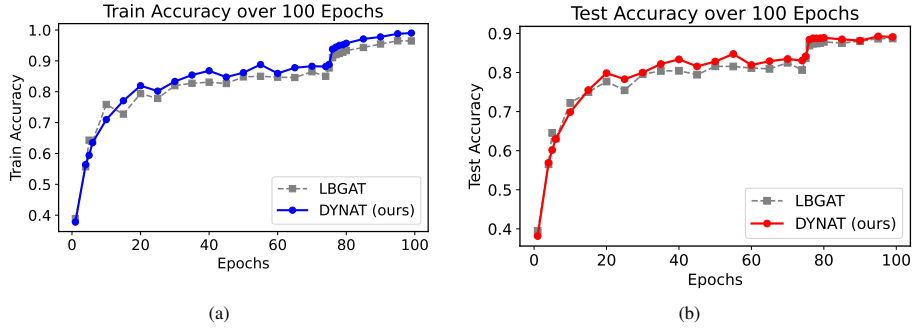 Train Accuracy over 100 Epochs
Train Accuracy
1.0
0.9
0.8
0.7
0.6
0.5
0.4
0
20
40
60
80
100
Epochs
LBGAT
DYNAT (ours)
(a)
Test Accuracy over 100 Epochs
Test Accuracy
0.9
0.8
0.7
0.6
0.5
0.4
0
20
40
60
80
100
Epochs
LBGAT
DYNAT (ours)
(b)